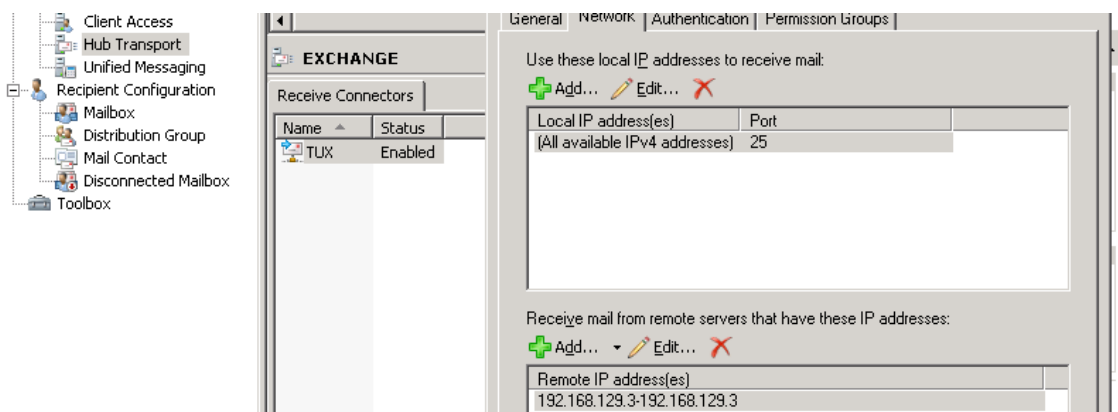 Client Access
Hub Transport
Unified Messaging
Recipient Configuration
Mailbox
Distribution Group
Mail Contact
Disconnected Mailbox
Toolbox
EXCHANGE
Receive Connectors
Name Status
TUX Enabled
General Network Authentication Permission Groups
Use these local IP addresses to receive mail:
Add... Edit...
Local IP address(es) Port
(All available IPv4 addresses) 25
Receive mail from remote servers that have these IP addresses:
Add... Edit...
Remote IP address(es)
192.168.129.3-192.168.129.3